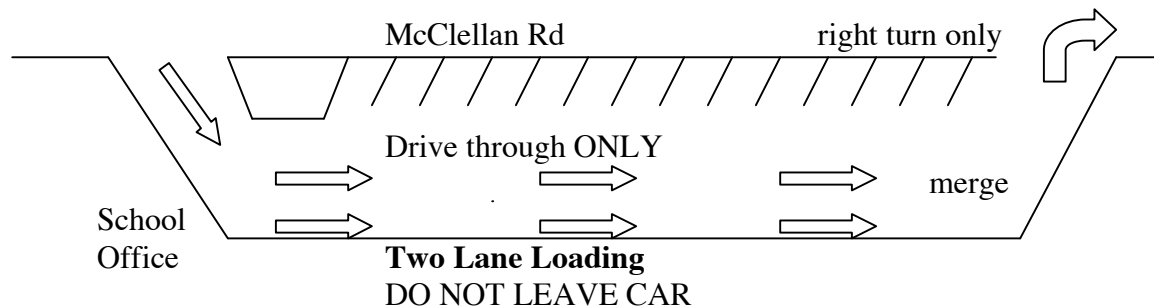 McClellan Rd
right turn only
Drive through ONLY
merge
School
Office
Two Lane Loading
DO NOT LEAVE CAR